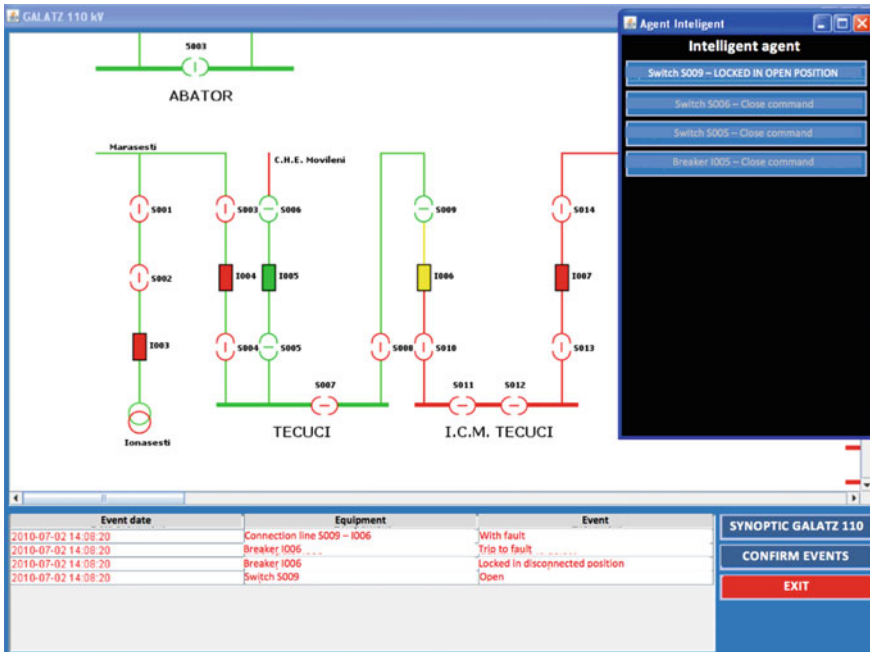 GALATZ 110 kV
Agent Inteligent
Intelligent agent
Switch S009 – LOCKED IN OPEN POSITION
Switch S006 – Close command
Switch S005 – Close command
Breaker I005 – Close command
S003
ABATOR
Marasesti
C.H.E. Movileni
S001
S003
S006
S009
S014
S002
I004
I005
I006
I007
I003
S004
S005
S008
S010
S013
S007
S011
S012
TECUCI
I.C.M. TECUCI
Ionasesti
Event date Equipment Event
2010-07-02 14:08:20 Connection line S009 – I006 With fault
2010-07-02 14:08:20 Breaker I006 Trip to fault
2010-07-02 14:08:20 Breaker I006 Locked in disconnected position
2010-07-02 14:08:20 Switch S009 Open
SYNOPTIC GALATZ 110
CONFIRM EVENTS
EXIT